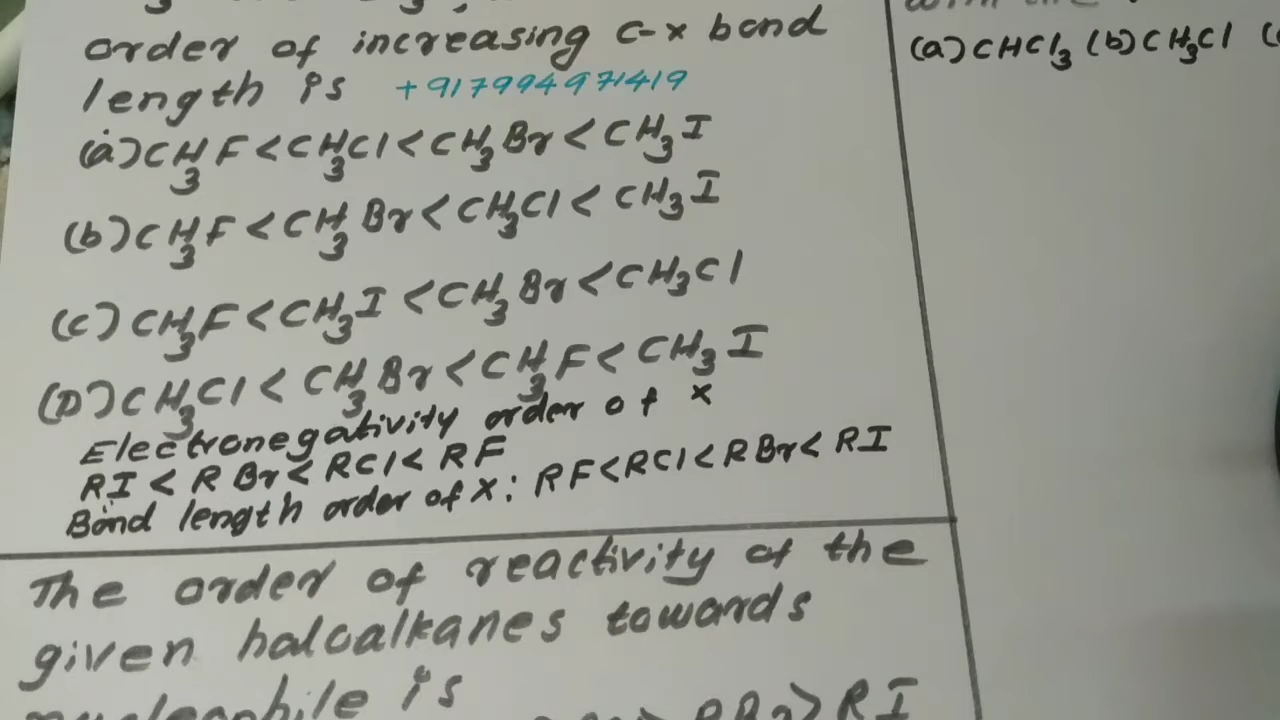 order of increasing c-x bond
length is +917994971419
(a) CH3F < CH3Cl < CH3Br < CH3I
(b) CH3F < CH3Br < CH3Cl < CH3I
(c) CH3F < CH3I < CH3Br < CH3Cl
(D) CH3Cl < CH3Br < CH3F < CH3I
Electronegativity order of x
RI < RBr < RCl < RF
Bond length order of x: RF < RCl < RBr < RI
The order of reactivity of the
given haloalkanes towards
nucleophile is
RBr > RI
(a) CHCl3 (b) CH3Cl